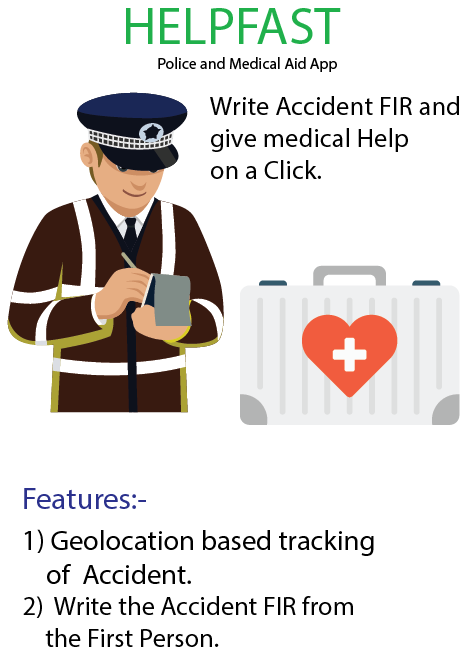 HELPFAST
Police and Medical Aid App
Write Accident FIR and
give medical Help
on a Click.
Features:-
1) Geolocation based tracking
of Accident.
2) Write the Accident FIR from
the First Person.